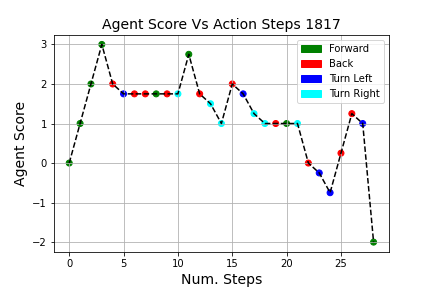 Agent Score Vs Action Steps 1817
Agent Score
3
2
1
0
−1
−2
Forward
Back
Turn Left
Turn Right
0 5 10 15 20 25
Num. Steps